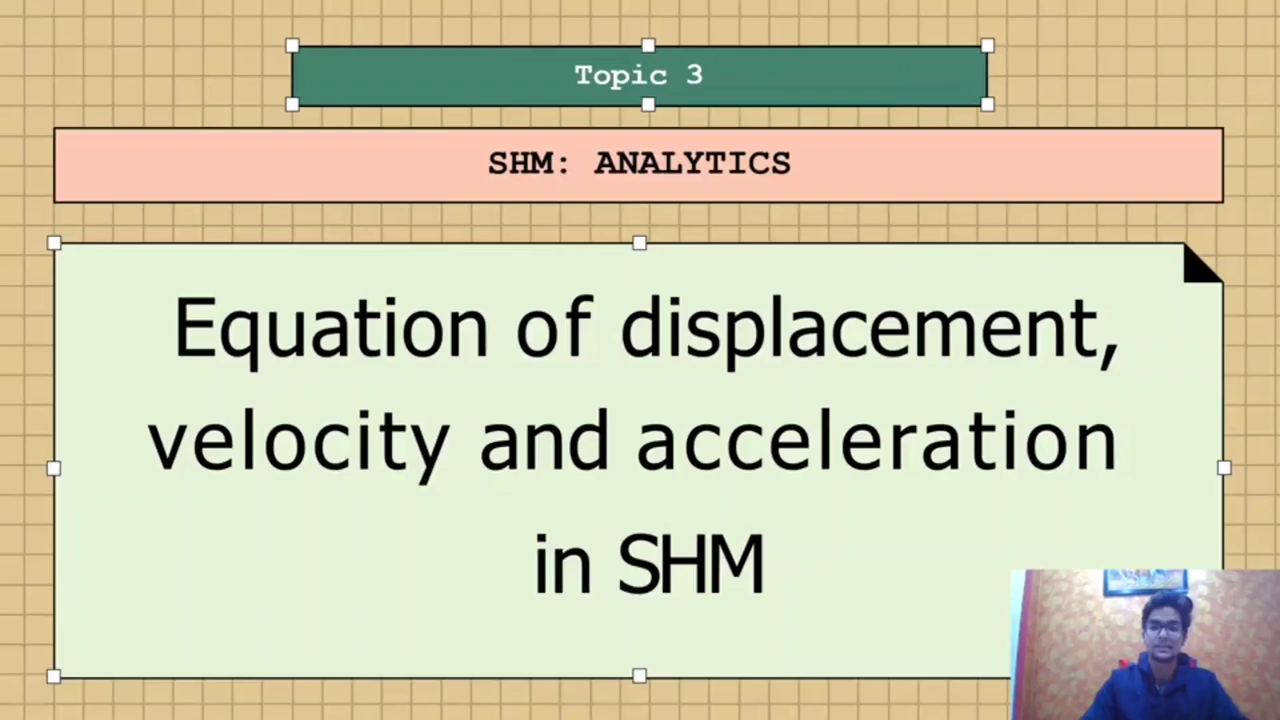 Topic 3
SHM: ANALYTICS
Equation of displacement,
velocity and acceleration
in SHM